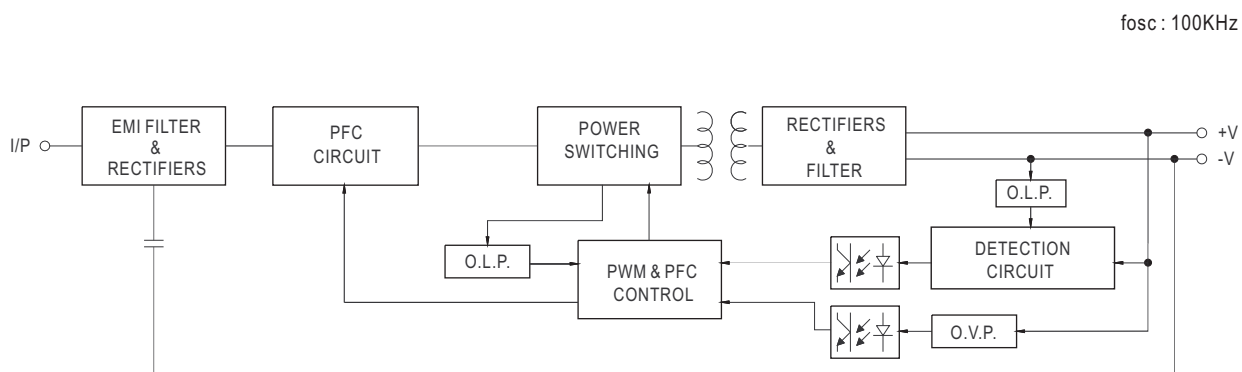 fosc : 100KHz
I/P
EMI FILTER
&
RECTIFIERS
PFC
CIRCUIT
POWER
SWITCHING
RECTIFIERS
&
FILTER
+V
-V
O.L.P.
O.L.P.
PWM & PFC
CONTROL
DETECTION
CIRCUIT
O.V.P.